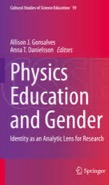 Cultural Studies of Science Education 19
Allison J. Gonsalves
Anna T. Danielsson Editors
Physics
Education
and Gender
Identity as an Analytic Lens for Research
Springer